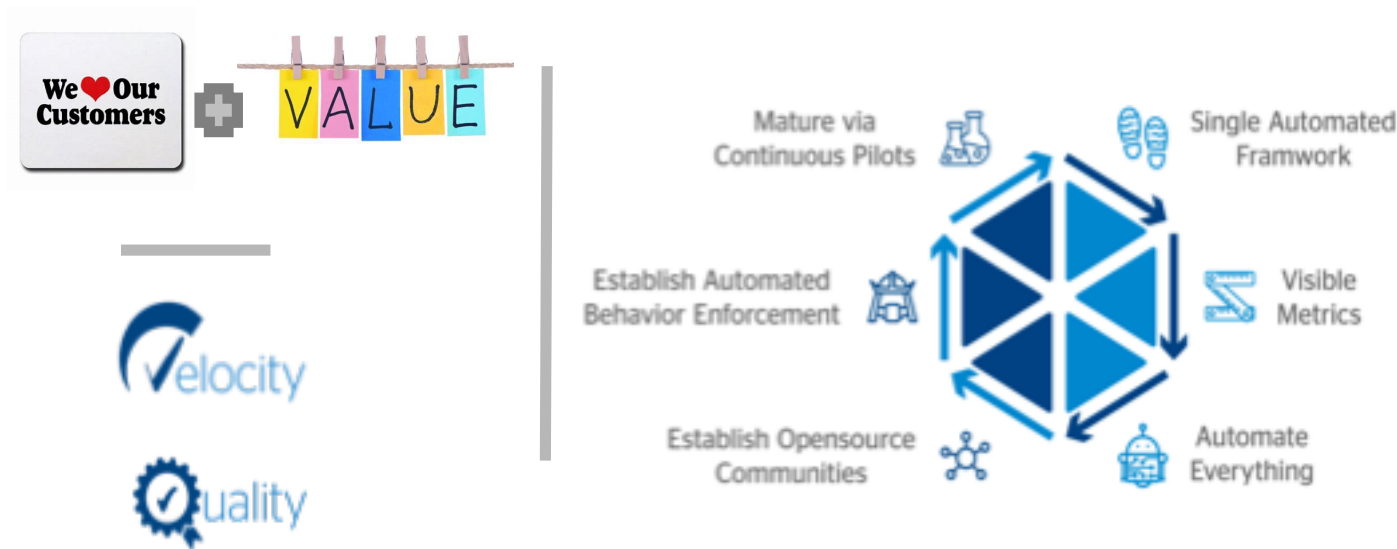 We ❤ Our
Customers
VALUE
Velocity
Quality
Mature via
Continuous Pilots
Single Automated
Framwork
Establish Automated
Behavior Enforcement
Visible
Metrics
Establish Opensource
Communities
Automate
Everything